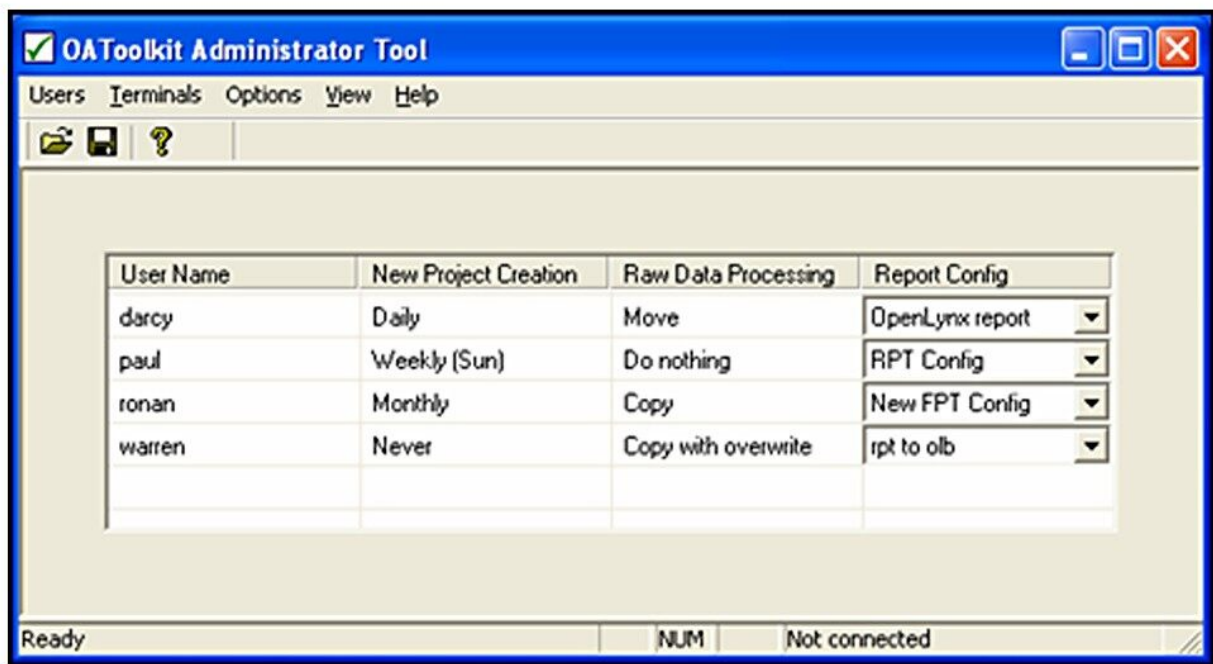 OAToolkit Administrator Tool
Users Terminals Options View Help
User Name New Project Creation Raw Data Processing Report Config
darcy Daily Move OpenLynx report
paul Weekly (Sun) Do nothing RPT Config
ronan Monthly Copy New FPT Config
warren Never Copy with overwrite rpt to olb
Ready NUM Not connected